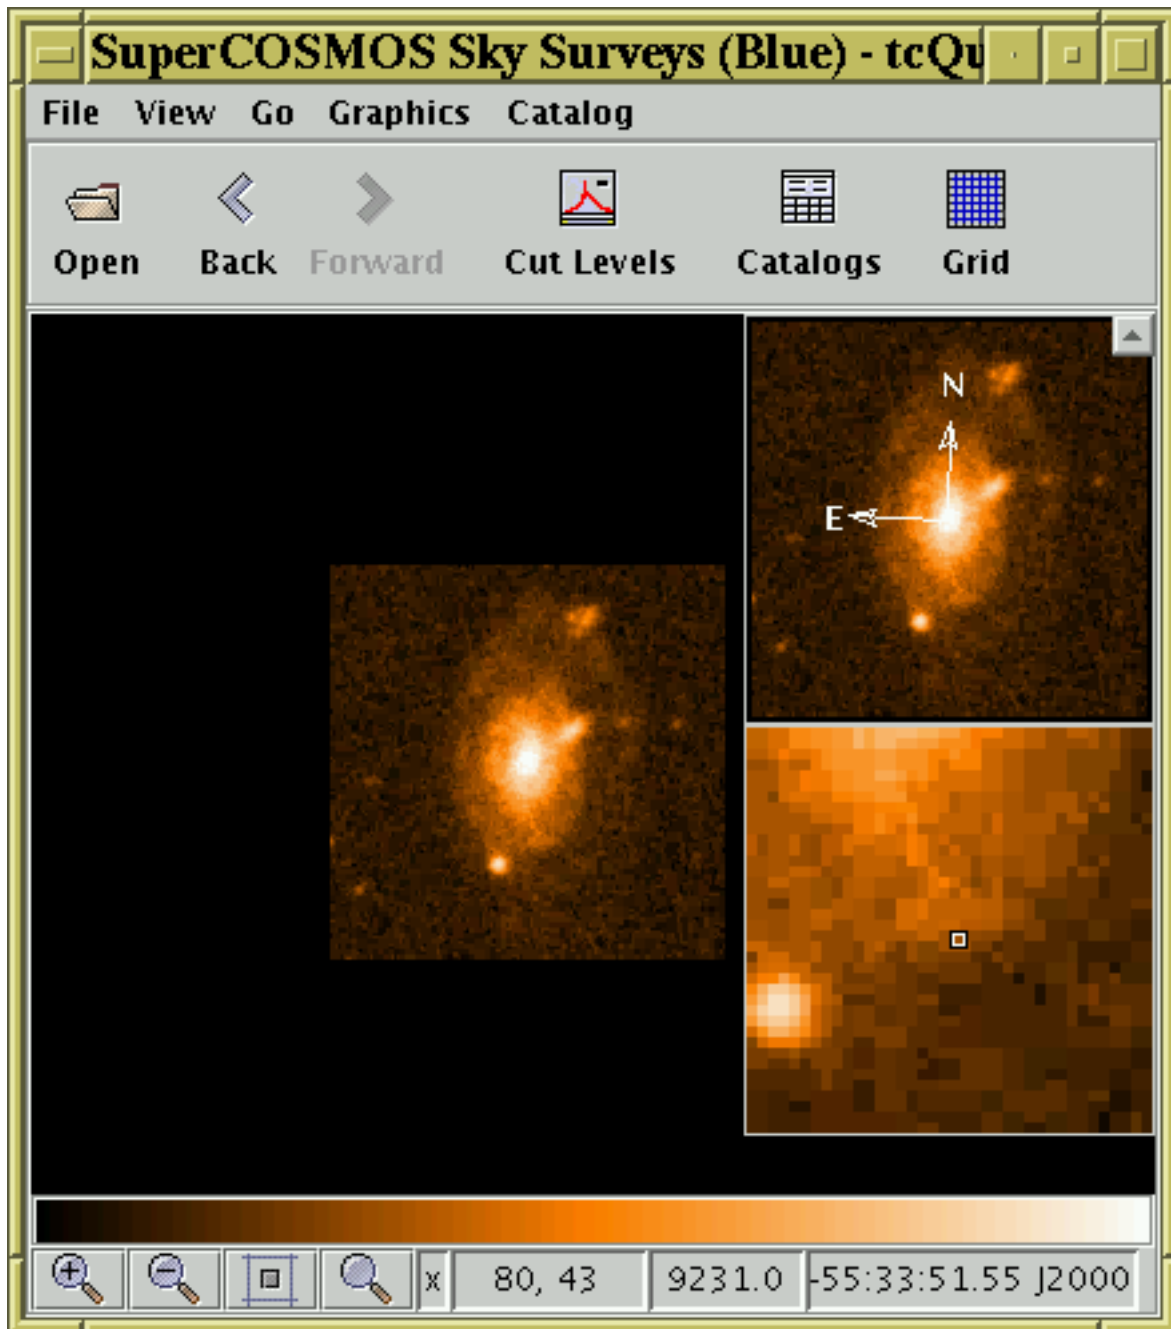 SuperCOSMOS Sky Surveys (Blue) - tcQu
File View Go Graphics Catalog
Open Back Forward Cut Levels Catalogs Grid
N
E
x 80, 43 9231.0 -55:33:51.55 J2000